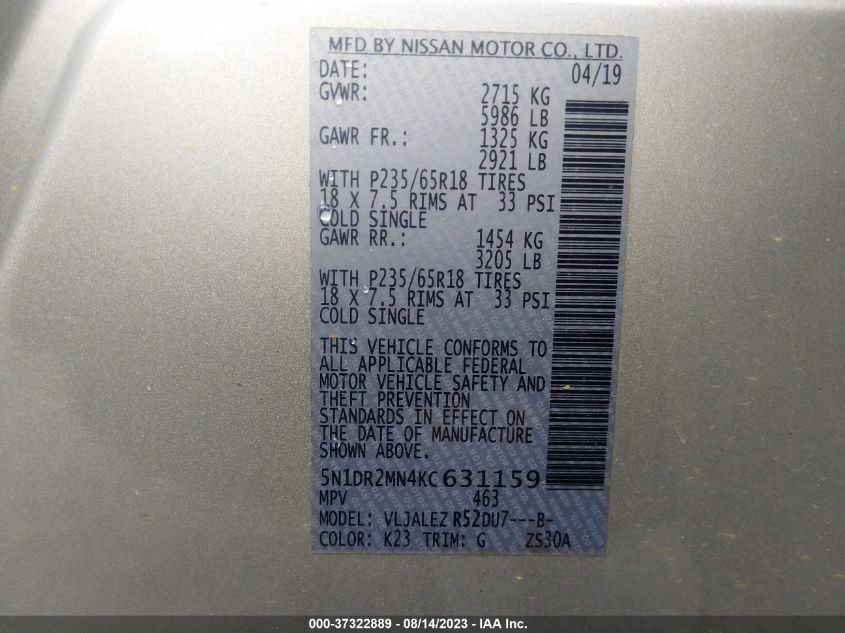 MFD BY NISSAN MOTOR CO., LTD.
DATE: 04/19
GVWR: 2715 KG
5986 LB
GAWR FR.: 1325 KG
2921 LB
WITH P235/65R18 TIRES
18 X 7.5 RIMS AT 33 PSI
COLD SINGLE
GAWR RR.: 1454 KG
3205 LB
WITH P235/65R18 TIRES
18 X 7.5 RIMS AT 33 PSI
COLD SINGLE
THIS VEHICLE CONFORMS TO
ALL APPLICABLE FEDERAL
MOTOR VEHICLE SAFETY AND
THEFT PREVENTION
STANDARDS IN EFFECT ON
THE DATE OF MANUFACTURE
SHOWN ABOVE.
5N1DR2MN4KC631159
MPV 463
MODEL: VLJALEZ R52DU7---B-
COLOR: K23 TRIM: G ZS30A
000-37322889 - 08/14/2023 - IAA Inc.